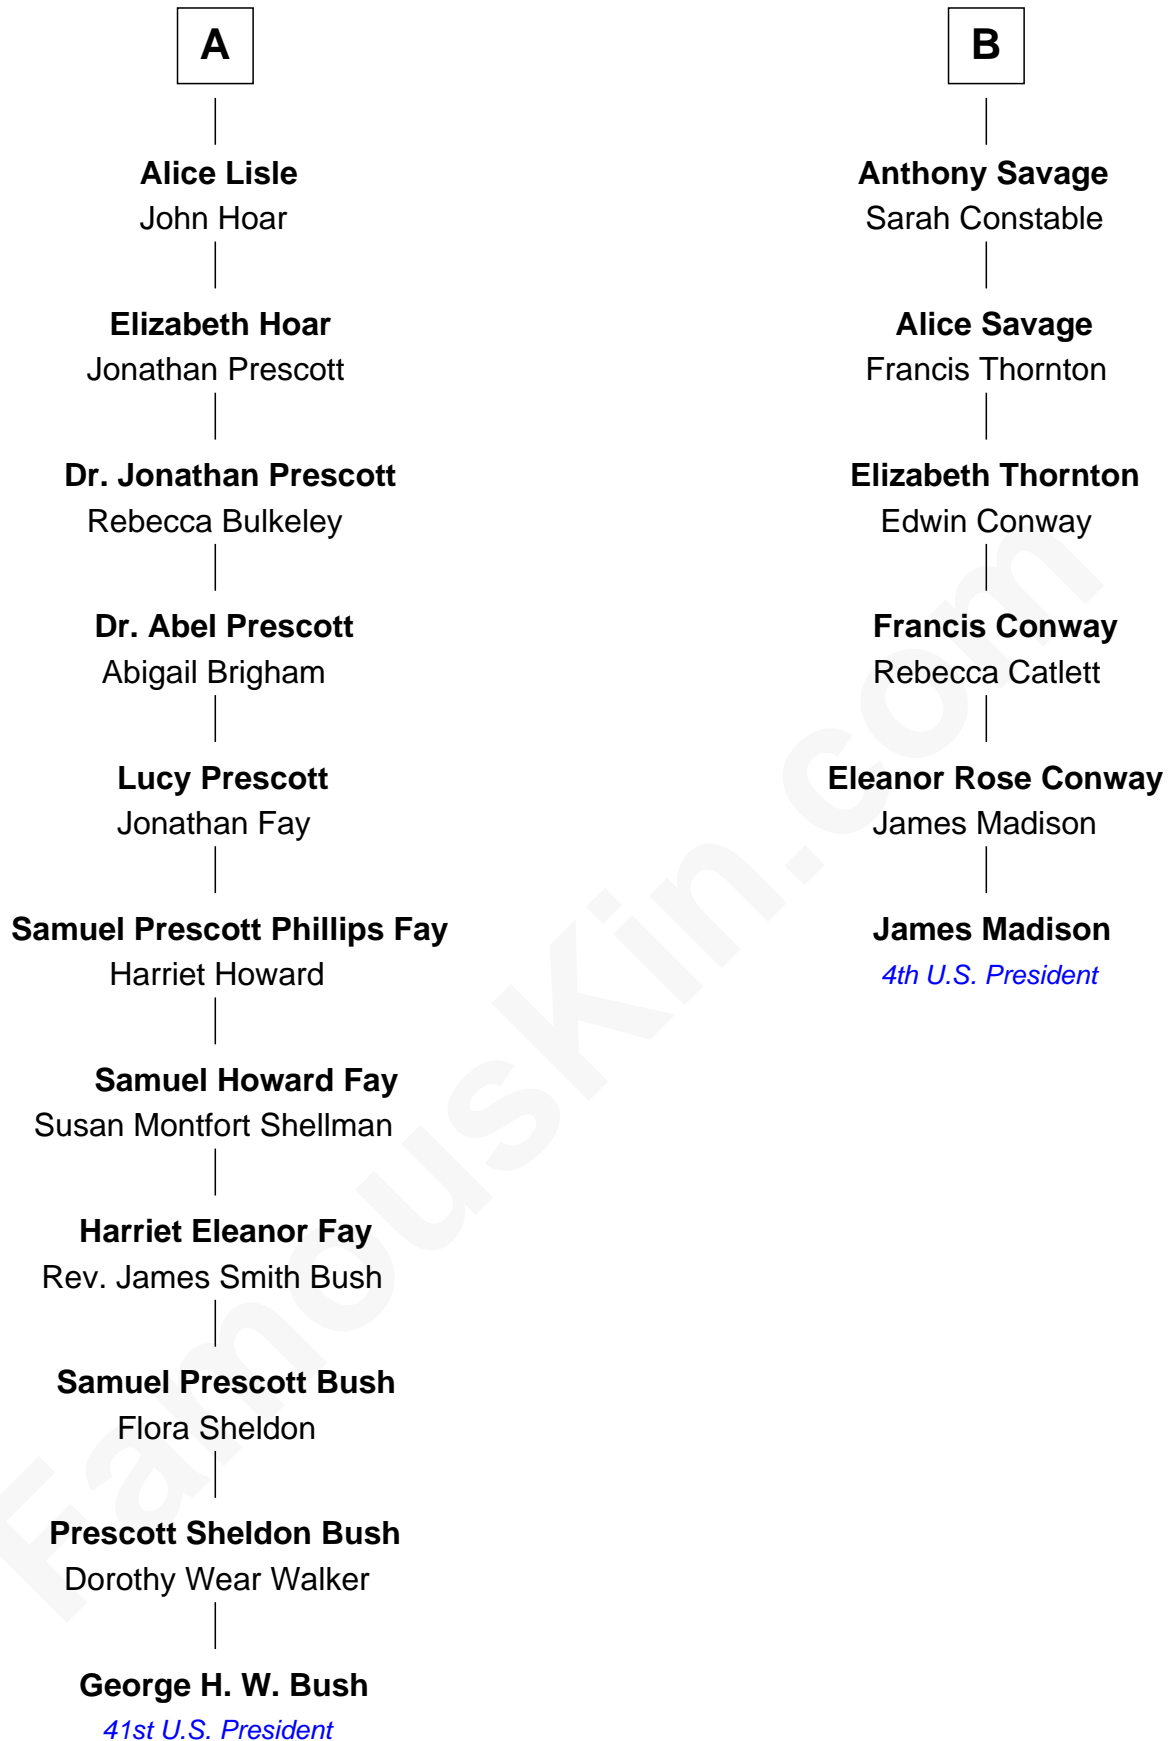 A
Alice Lisle
John Hoar
Elizabeth Hoar
Jonathan Prescott
Dr. Jonathan Prescott
Rebecca Bulkeley
Dr. Abel Prescott
Abigail Brigham
Lucy Prescott
Jonathan Fay
Samuel Prescott Phillips Fay
Harriet Howard
Samuel Howard Fay
Susan Montfort Shellman
Harriet Eleanor Fay
Rev. James Smith Bush
Samuel Prescott Bush
Flora Sheldon
Prescott Sheldon Bush
Dorothy Wear Walker
George H. W. Bush
41st U.S. President
B
Anthony Savage
Sarah Constable
Alice Savage
Francis Thornton
Elizabeth Thornton
Edwin Conway
Francis Conway
Rebecca Catlett
Eleanor Rose Conway
James Madison
James Madison
4th U.S. President
FamousKin.com